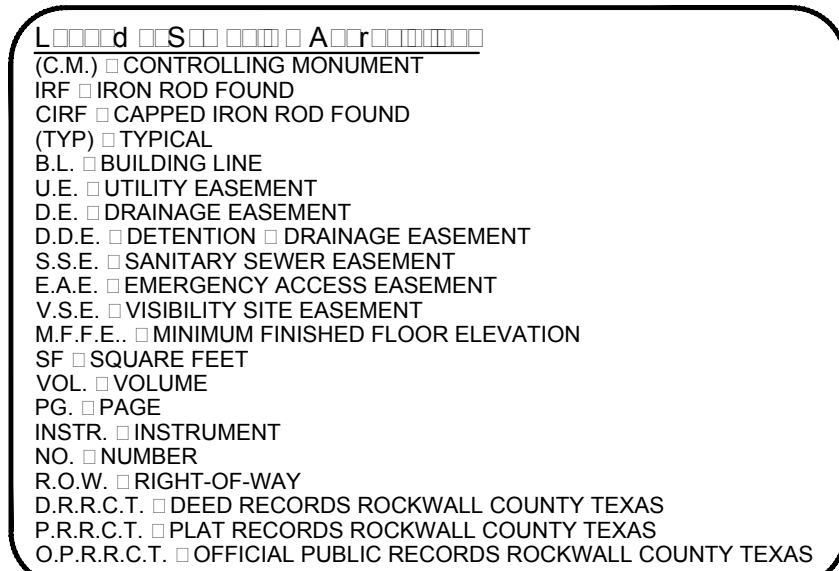 (C.M.) □ CONTROLLING MONUMENT
IRF □ IRON ROD FOUND
CIRF □ CAPPED IRON ROD FOUND
(TYP) □ TYPICAL
B.L. □ BUILDING LINE
U.E. □ UTILITY EASEMENT
D.E. □ DRAINAGE EASEMENT
D.D.E. □ DETENTION □ DRAINAGE EASEMENT
S.S.E. □ SANITARY SEWER EASEMENT
E.A.E. □ EMERGENCY ACCESS EASEMENT
V.S.E. □ VISIBILITY SITE EASEMENT
M.F.F.E.. □ MINIMUM FINISHED FLOOR ELEVATION
SF □ SQUARE FEET
VOL. □ VOLUME
PG. □ PAGE
INSTR. □ INSTRUMENT
NO. □ NUMBER
R.O.W. □ RIGHT-OF-WAY
D.R.R.C.T. □ DEED RECORDS ROCKWALL COUNTY TEXAS
P.R.R.C.T. □ PLAT RECORDS ROCKWALL COUNTY TEXAS
O.P.R.R.C.T. □ OFFICIAL PUBLIC RECORDS ROCKWALL COUNTY TEXAS